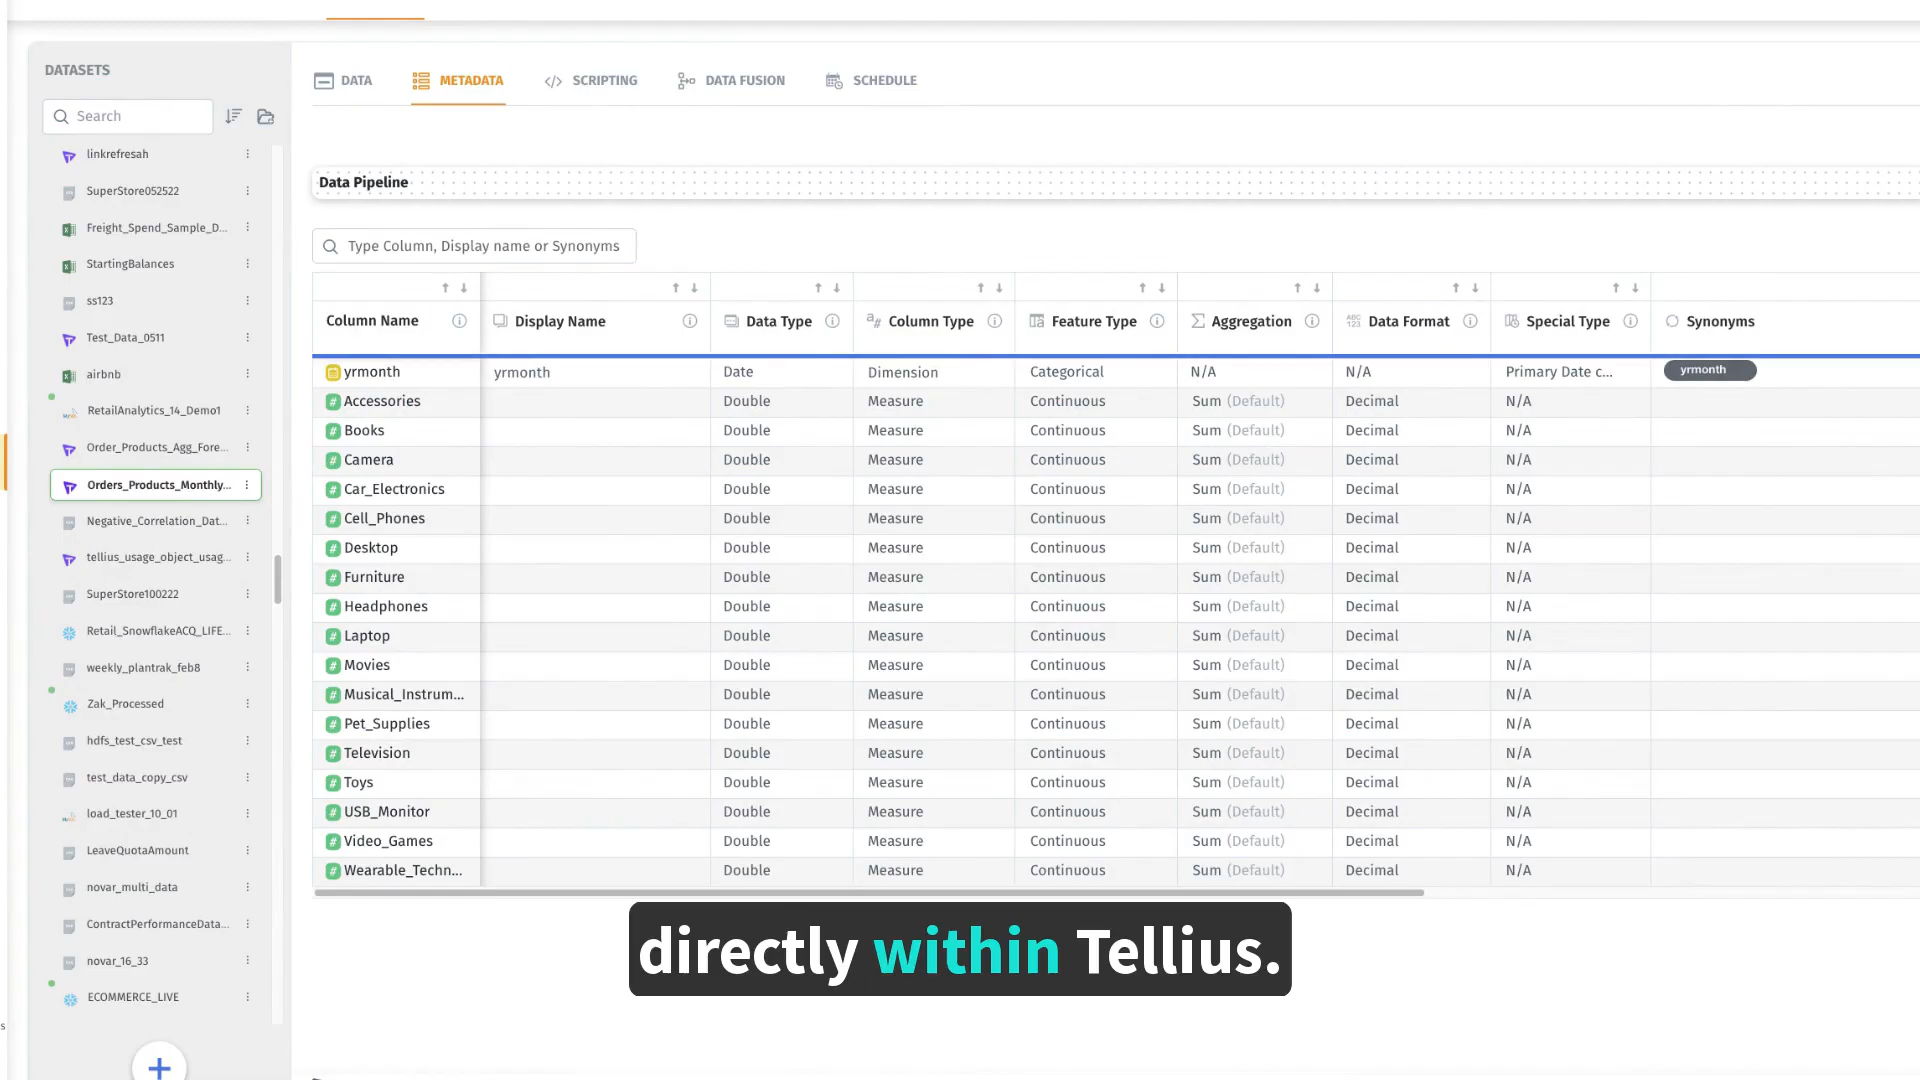 DATASETS
Search
linkrefresah
SuperStore052522
Freight_Spend_Sample_D...
StartingBalances
ss123
Test_Data_0511
airbnb
RetailAnalytics_14_Demo1
Order_Products_Agg_Fore...
Orders_Products_Monthly...
Negative_Correlation_Dat...
tellius_usage_object_usag...
SuperStore100222
Retail_SnowflakeACQ_LIFE...
weekly_plantrak_feb8
Zak_Processed
hdfs_test_csv_test
test_data_copy_csv
load_tester_10_01
LeaveQuotaAmount
novar_multi_data
ContractPerformanceData...
novar_16_33
ECOMMERCE_LIVE
s
DATA METADATA SCRIPTING DATA FUSION SCHEDULE
Data Pipeline
Type Column, Display name or Synonyms
Column Name Display Name Data Type Column Type Feature Type Aggregation Data Format Special Type Synonyms
yrmonth yrmonth Date Dimension Categorical N/A N/A Primary Date c... yrmonth
# Accessories Double Measure Continuous Sum (Default) Decimal N/A
# Books Double Measure Continuous Sum (Default) Decimal N/A
# Camera Double Measure Continuous Sum (Default) Decimal N/A
# Car_Electronics Double Measure Continuous Sum (Default) Decimal N/A
# Cell_Phones Double Measure Continuous Sum (Default) Decimal N/A
# Desktop Double Measure Continuous Sum (Default) Decimal N/A
# Furniture Double Measure Continuous Sum (Default) Decimal N/A
# Headphones Double Measure Continuous Sum (Default) Decimal N/A
# Laptop Double Measure Continuous Sum (Default) Decimal N/A
# Movies Double Measure Continuous Sum (Default) Decimal N/A
# Musical_Instrum... Double Measure Continuous Sum (Default) Decimal N/A
# Pet_Supplies Double Measure Continuous Sum (Default) Decimal N/A
# Television Double Measure Continuous Sum (Default) Decimal N/A
# Toys Double Measure Continuous Sum (Default) Decimal N/A
# USB_Monitor Double Measure Continuous Sum (Default) Decimal N/A
# Video_Games Double Measure Continuous Sum (Default) Decimal N/A
# Wearable_Techn... Double Measure Continuous Sum (Default) Decimal N/A
directly within Tellius.